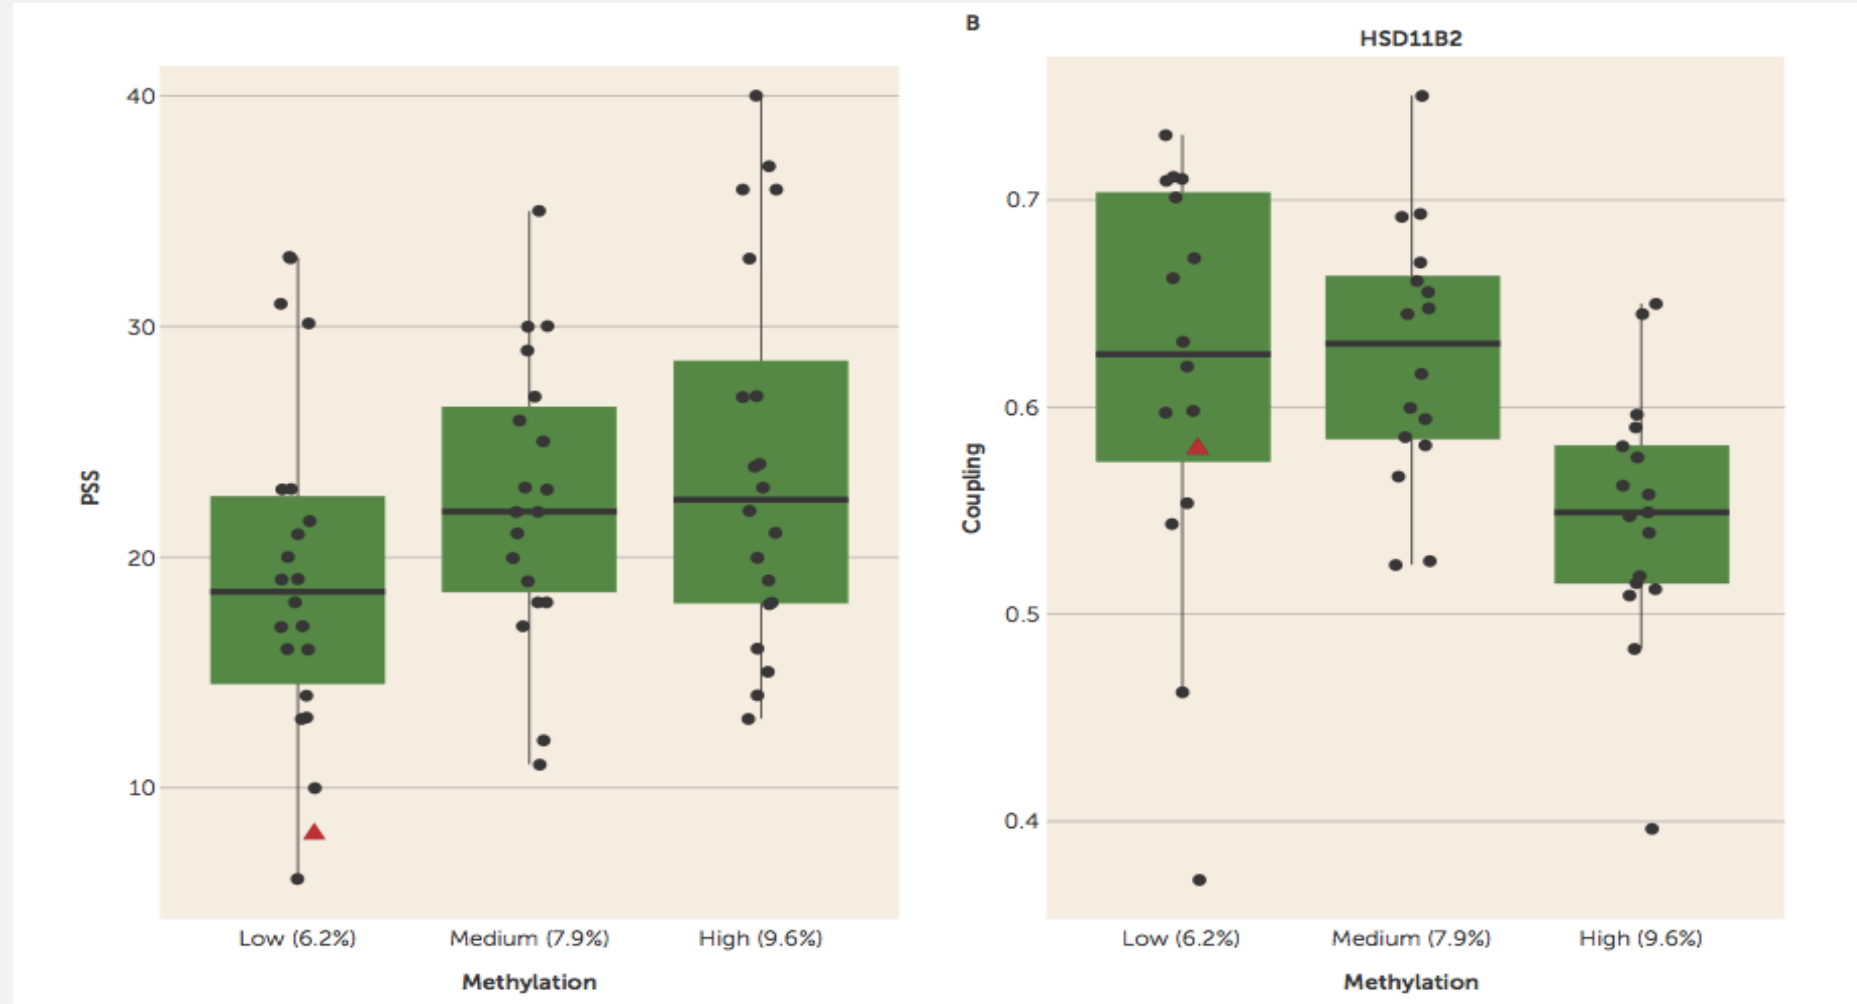 40
30
20
10
PSS
Low (6.2%)
Medium (7.9%)
High (9.6%)
Methylation
B
HSD11B2
0.7
0.6
0.5
0.4
Coupling
Low (6.2%)
Medium (7.9%)
High (9.6%)
Methylation